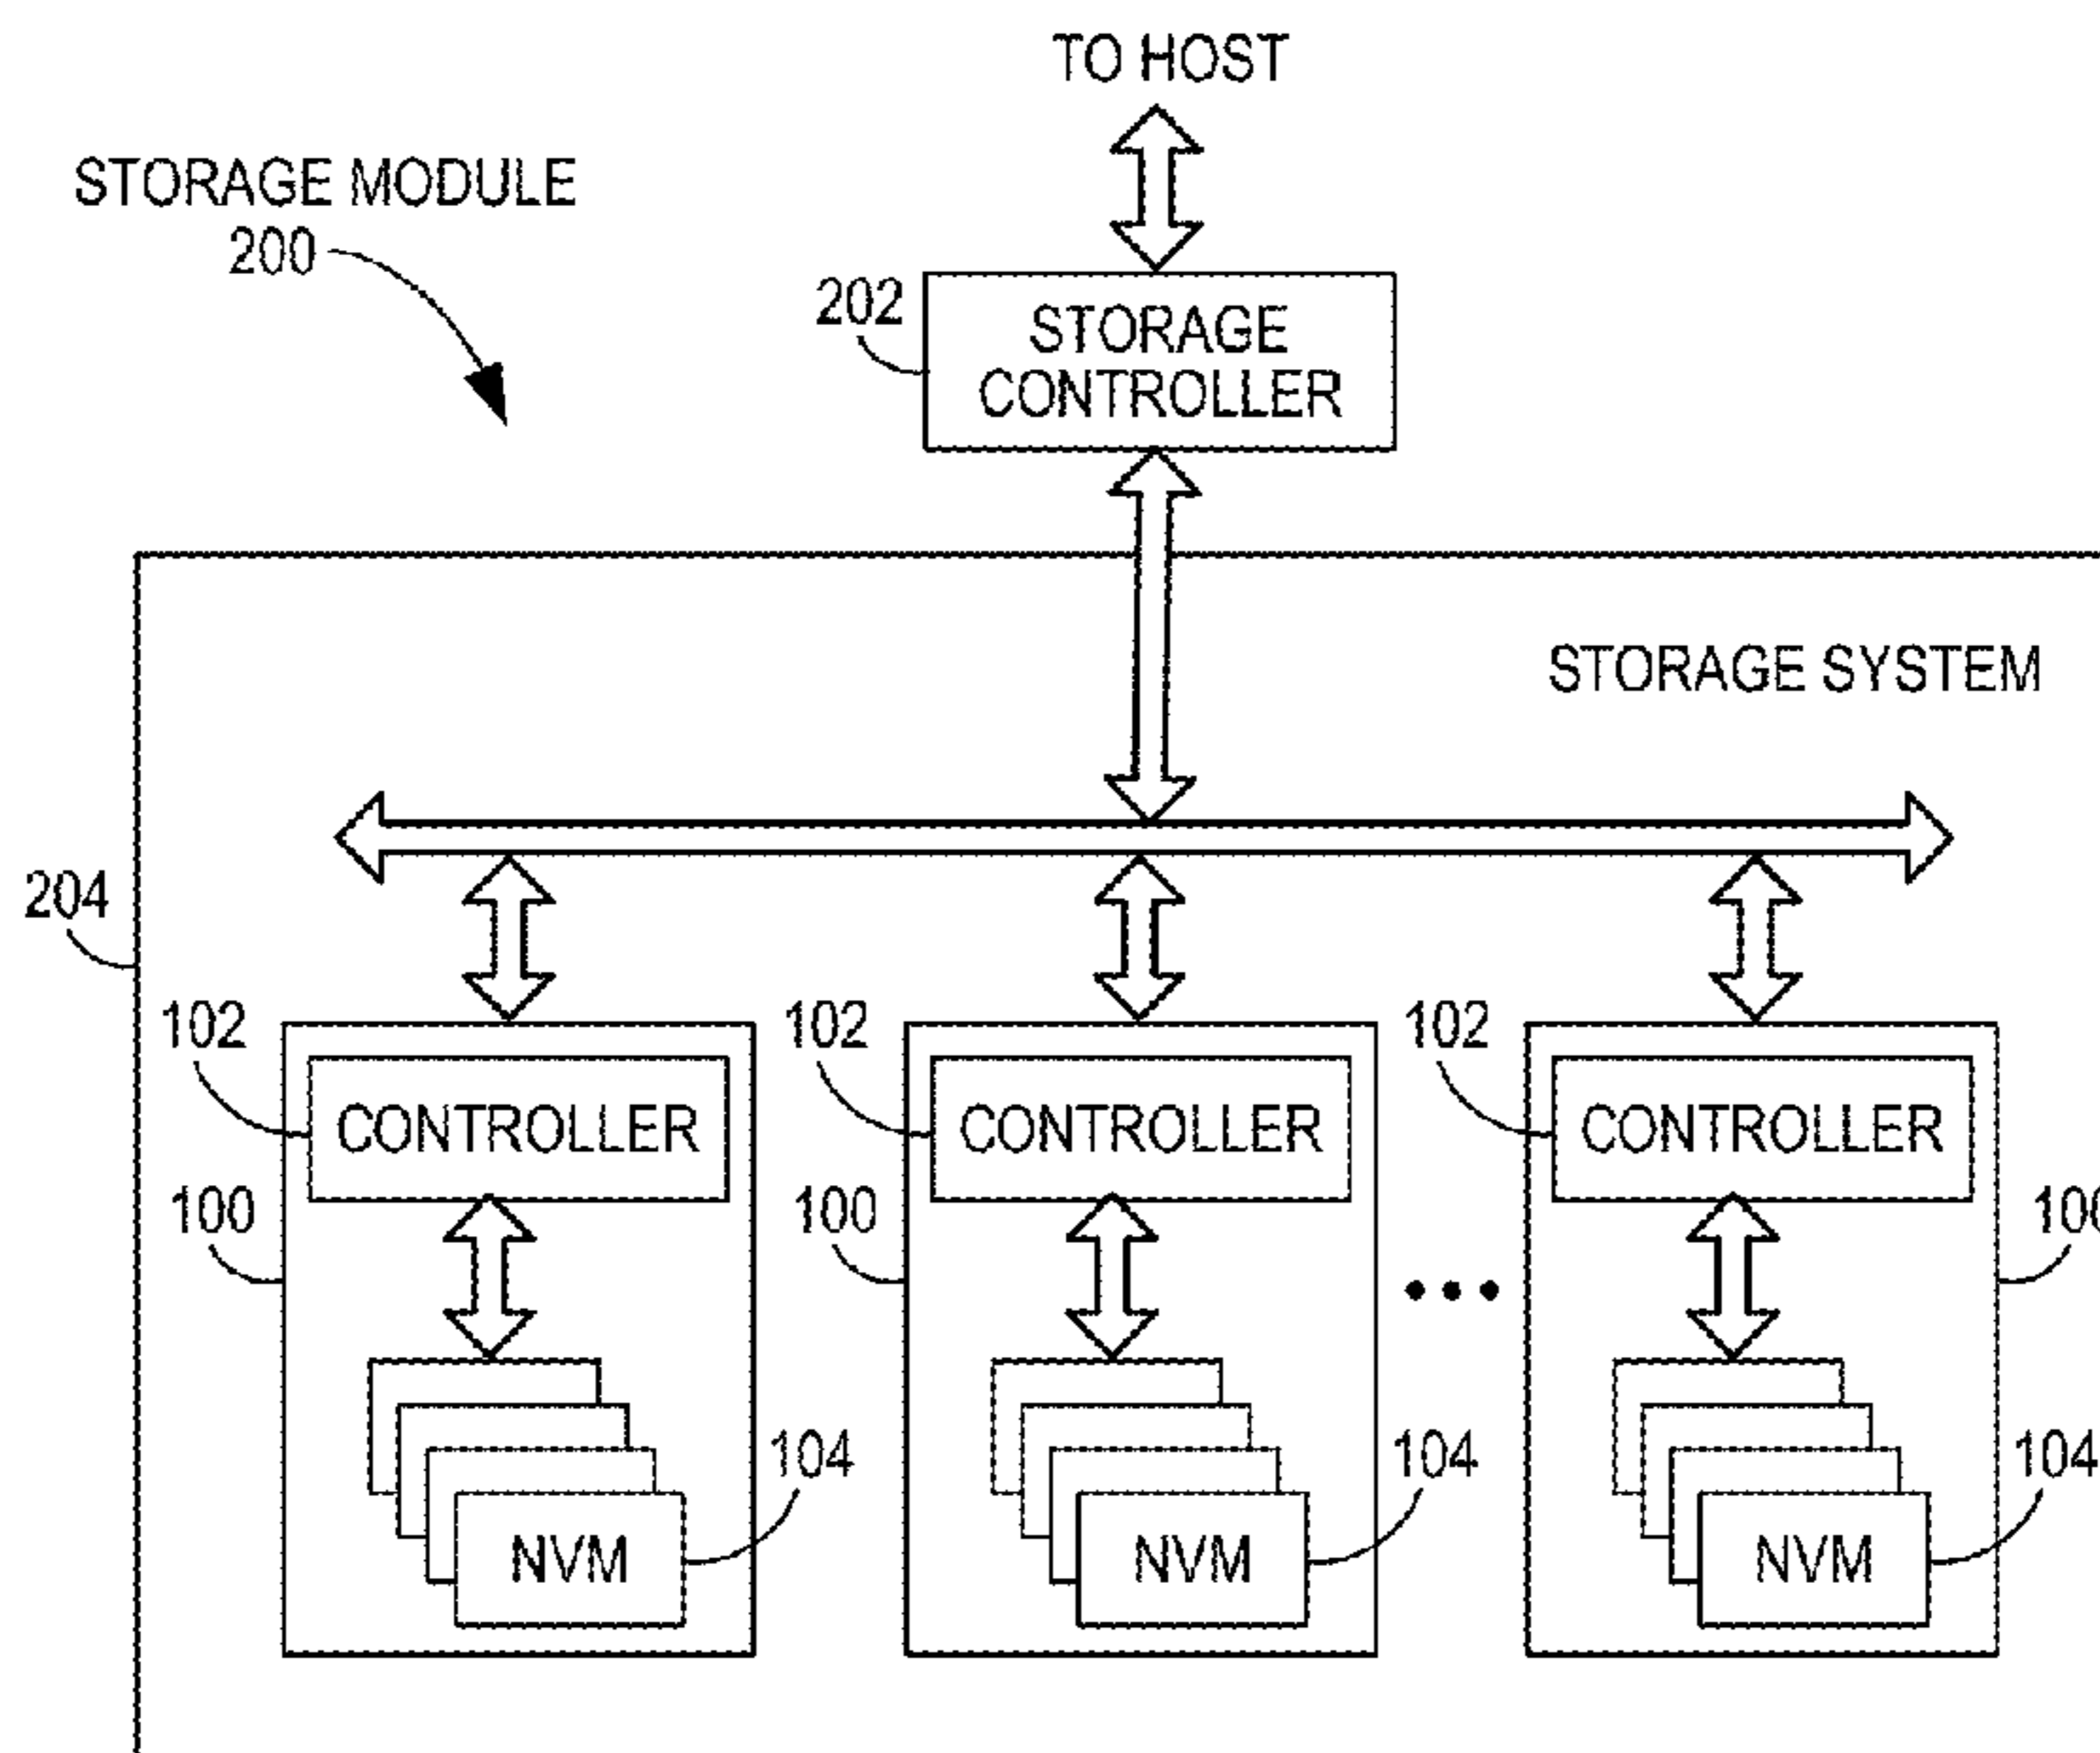 TO HOST
STORAGE MODULE
200
202
STORAGE
CONTROLLER
STORAGE SYSTEM
204
102
102
102
CONTROLLER
CONTROLLER
CONTROLLER
100
100
100
104
104
104
NVM
NVM
NVM